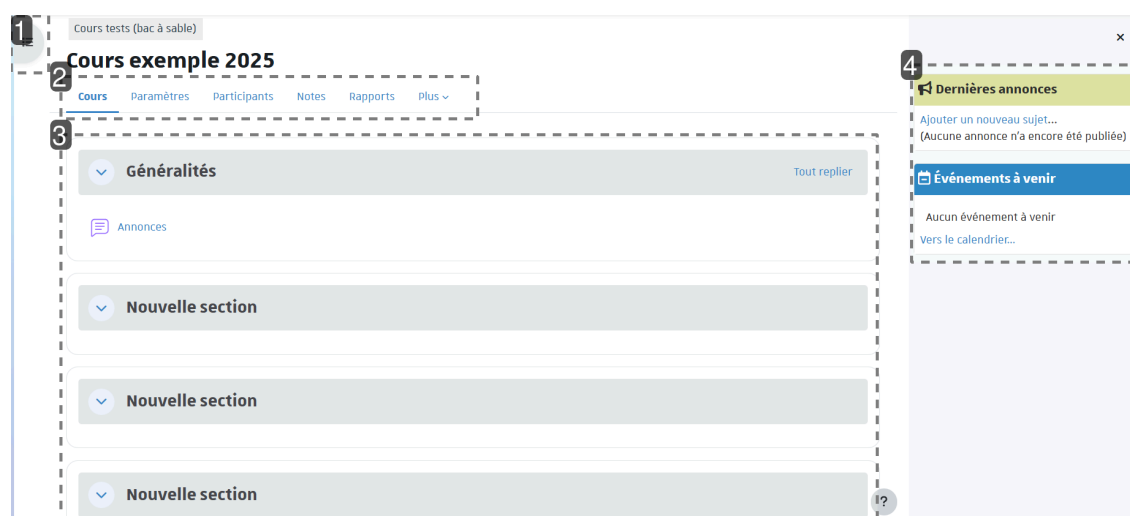 1
Cours tests (bac à sable)
Cours exemple 2025
2
Cours Paramètres Participants Notes Rapports Plus
3
Généralités
Tout replier
Annonces
Nouvelle section
Nouvelle section
Nouvelle section
?
×
4
Dernières annonces
Ajouter un nouveau sujet...
(Aucune annonce n'a encore été publiée)
Événements à venir
Aucun événement à venir
Vers le calendrier...